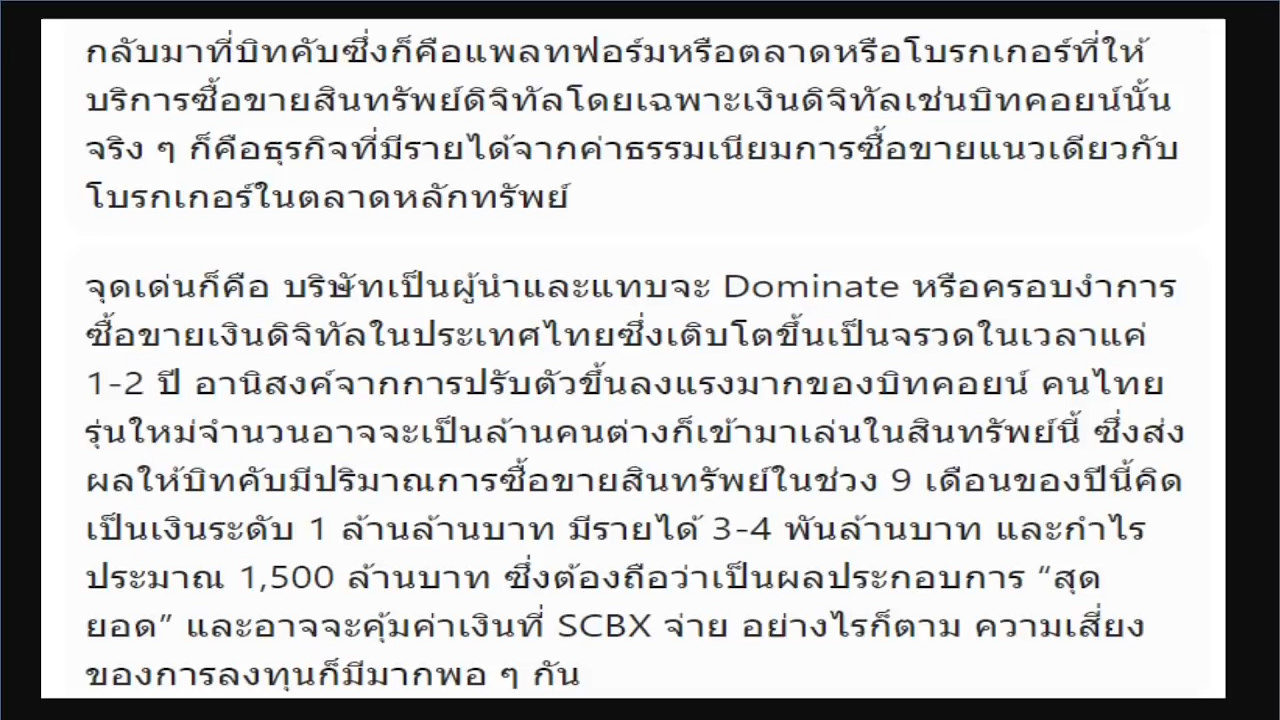 กลับมาที่บิทคับซึ่งก็คือแพลทฟอร์มหรือตลาดหรือโบรกเกอร์ที่ให้
บริการซื้อขายสินทรัพย์ดิจิทัลโดยเฉพาะเงินดิจิทัลเช่นบิทคอยน์นั้น
จริง ๆ ก็คือธุรกิจที่มีรายได้จากค่าธรรมเนียมการซื้อขายแนวเดียวกับ
โบรกเกอร์ในตลาดหลักทรัพย์
จุดเด่นก็คือ บริษัทเป็นผู้นำและแทบจะ Dominate หรือครอบงำการ
ซื้อขายเงินดิจิทัลในประเทศไทยซึ่งเติบโตขึ้นเป็นจรวดในเวลาแค่
1-2 ปี อานิสงค์จากการปรับตัวขึ้นลงแรงมากของบิทคอยน์ คนไทย
รุ่นใหม่จำนวนอาจจะเป็นล้านคนต่างก็เข้ามาเล่นในสินทรัพย์นี้ ซึ่งส่ง
ผลให้บิทคับมีปริมาณการซื้อขายสินทรัพย์ในช่วง 9 เดือนของปีนี้คิด
เป็นเงินระดับ 1 ล้านล้านบาท มีรายได้ 3-4 พันล้านบาท และกำไร
ประมาณ 1,500 ล้านบาท ซึ่งต้องถือว่าเป็นผลประกอบการ “สุด
ยอด” และอาจจะคุ้มค่าเงินที่ SCBX จ่าย อย่างไรก็ตาม ความเสี่ยง
ของการลงทุนก็มีมากพอ ๆ กัน